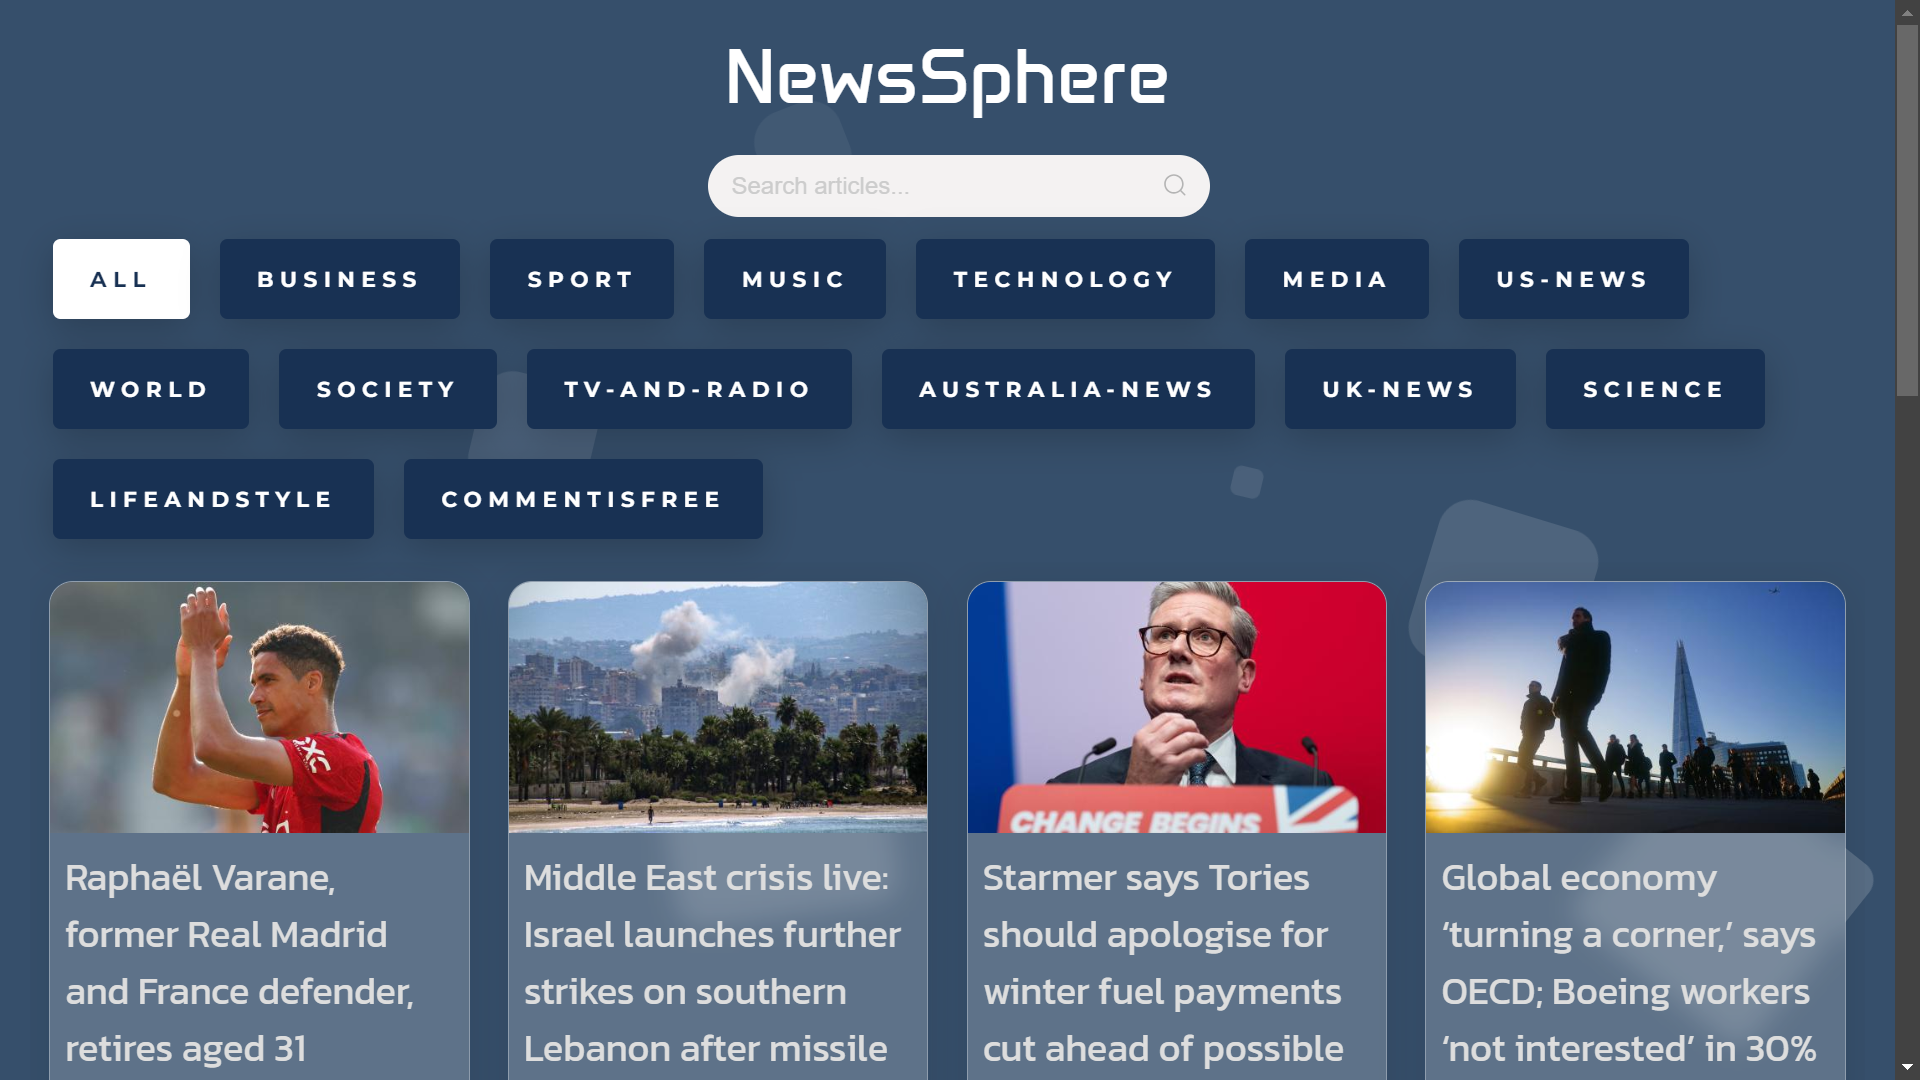 NewsSphere
Search articles...
ALL
BUSINESS
SPORT
MUSIC
TECHNOLOGY
MEDIA
US-NEWS
WORLD
SOCIETY
TV-AND-RADIO
AUSTRALIA-NEWS
UK-NEWS
SCIENCE
LIFEANDSTYLE
COMMENTISFREE
CHANGE BEGINS
Raphaël Varane,
former Real Madrid
and France defender,
retires aged 31
Middle East crisis live:
Israel launches further
strikes on southern
Lebanon after missile
Starmer says Tories
should apologise for
winter fuel payments
cut ahead of possible
Global economy
‘turning a corner,’ says
OECD; Boeing workers
‘not interested’ in 30%